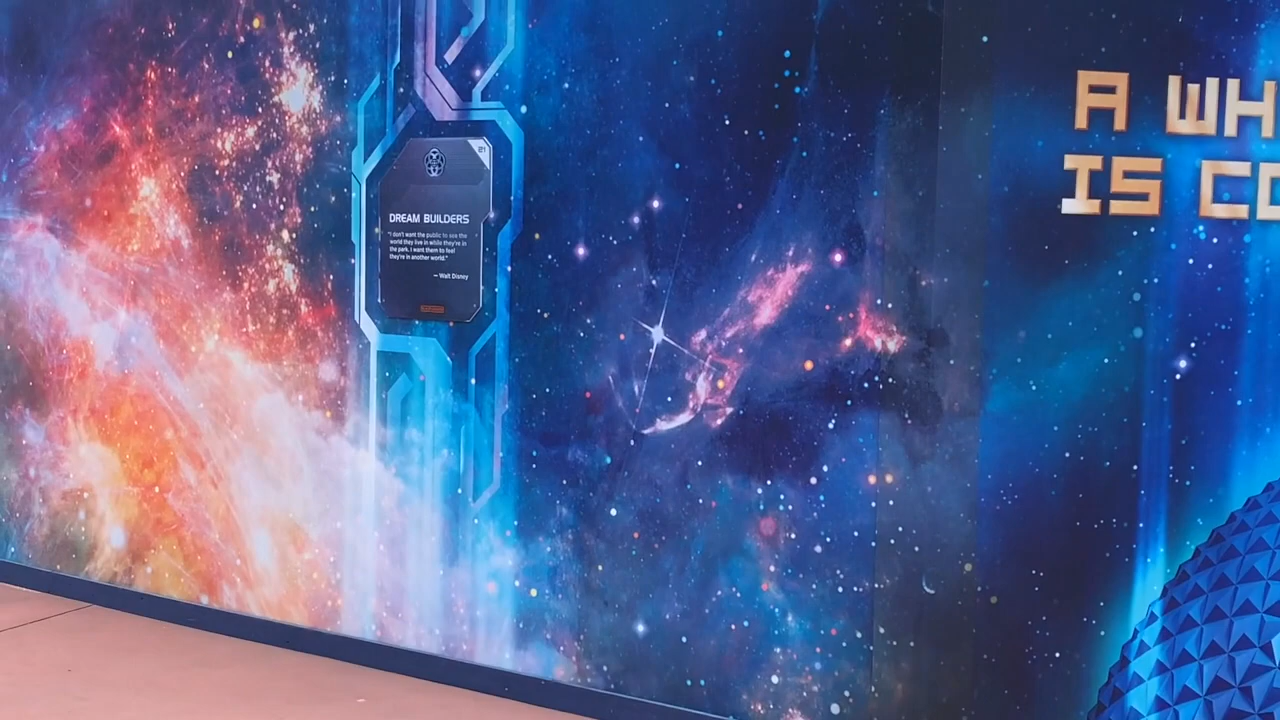 21
DREAM BUILDERS
"I don't want the public to see the
world they live in while they're in
the park. I want them to feel
they're in another world."
— Walt Disney
A WH
IS CO